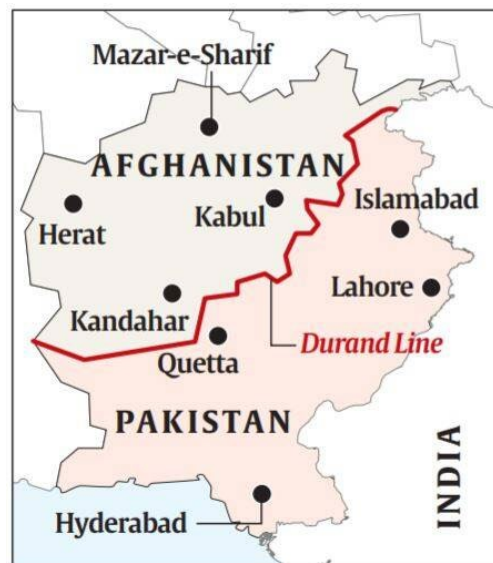 Mazar-e-Sharif
AFGHANISTAN
Islamabad
Kabul
Herat
Lahore
Kandahar
Durand Line
Quetta
PAKISTAN
INDIA
Hyderabad